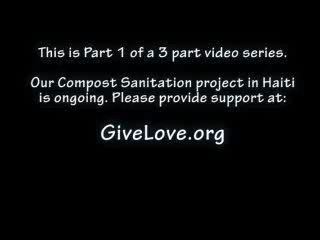 This is Part 1 of a 3 part video series.
Our Compost Sanitation project in Haiti
is ongoing. Please provide support at:
GiveLove.org